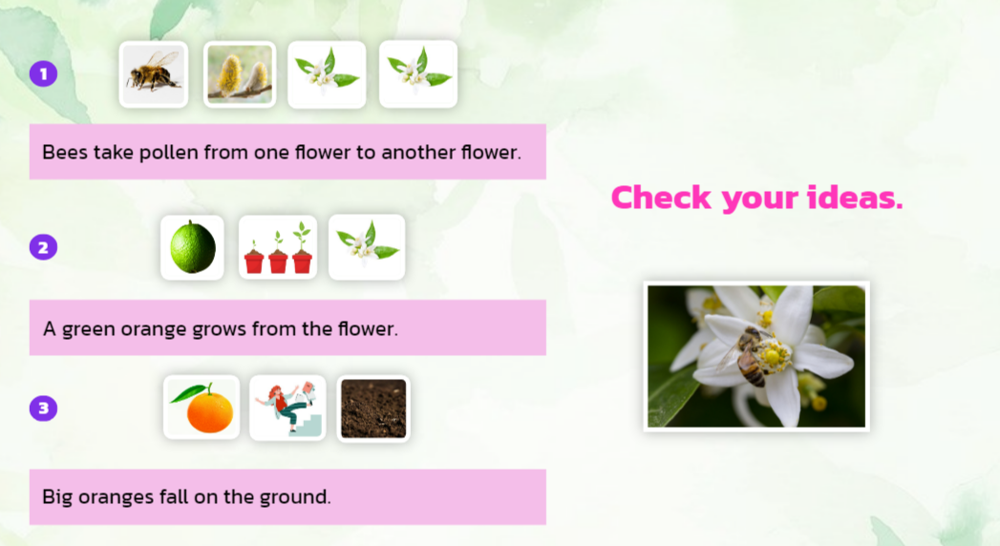 1
Bees take pollen from one flower to another flower.
Check your ideas.
2
A green orange grows from the flower.
3
Big oranges fall on the ground.